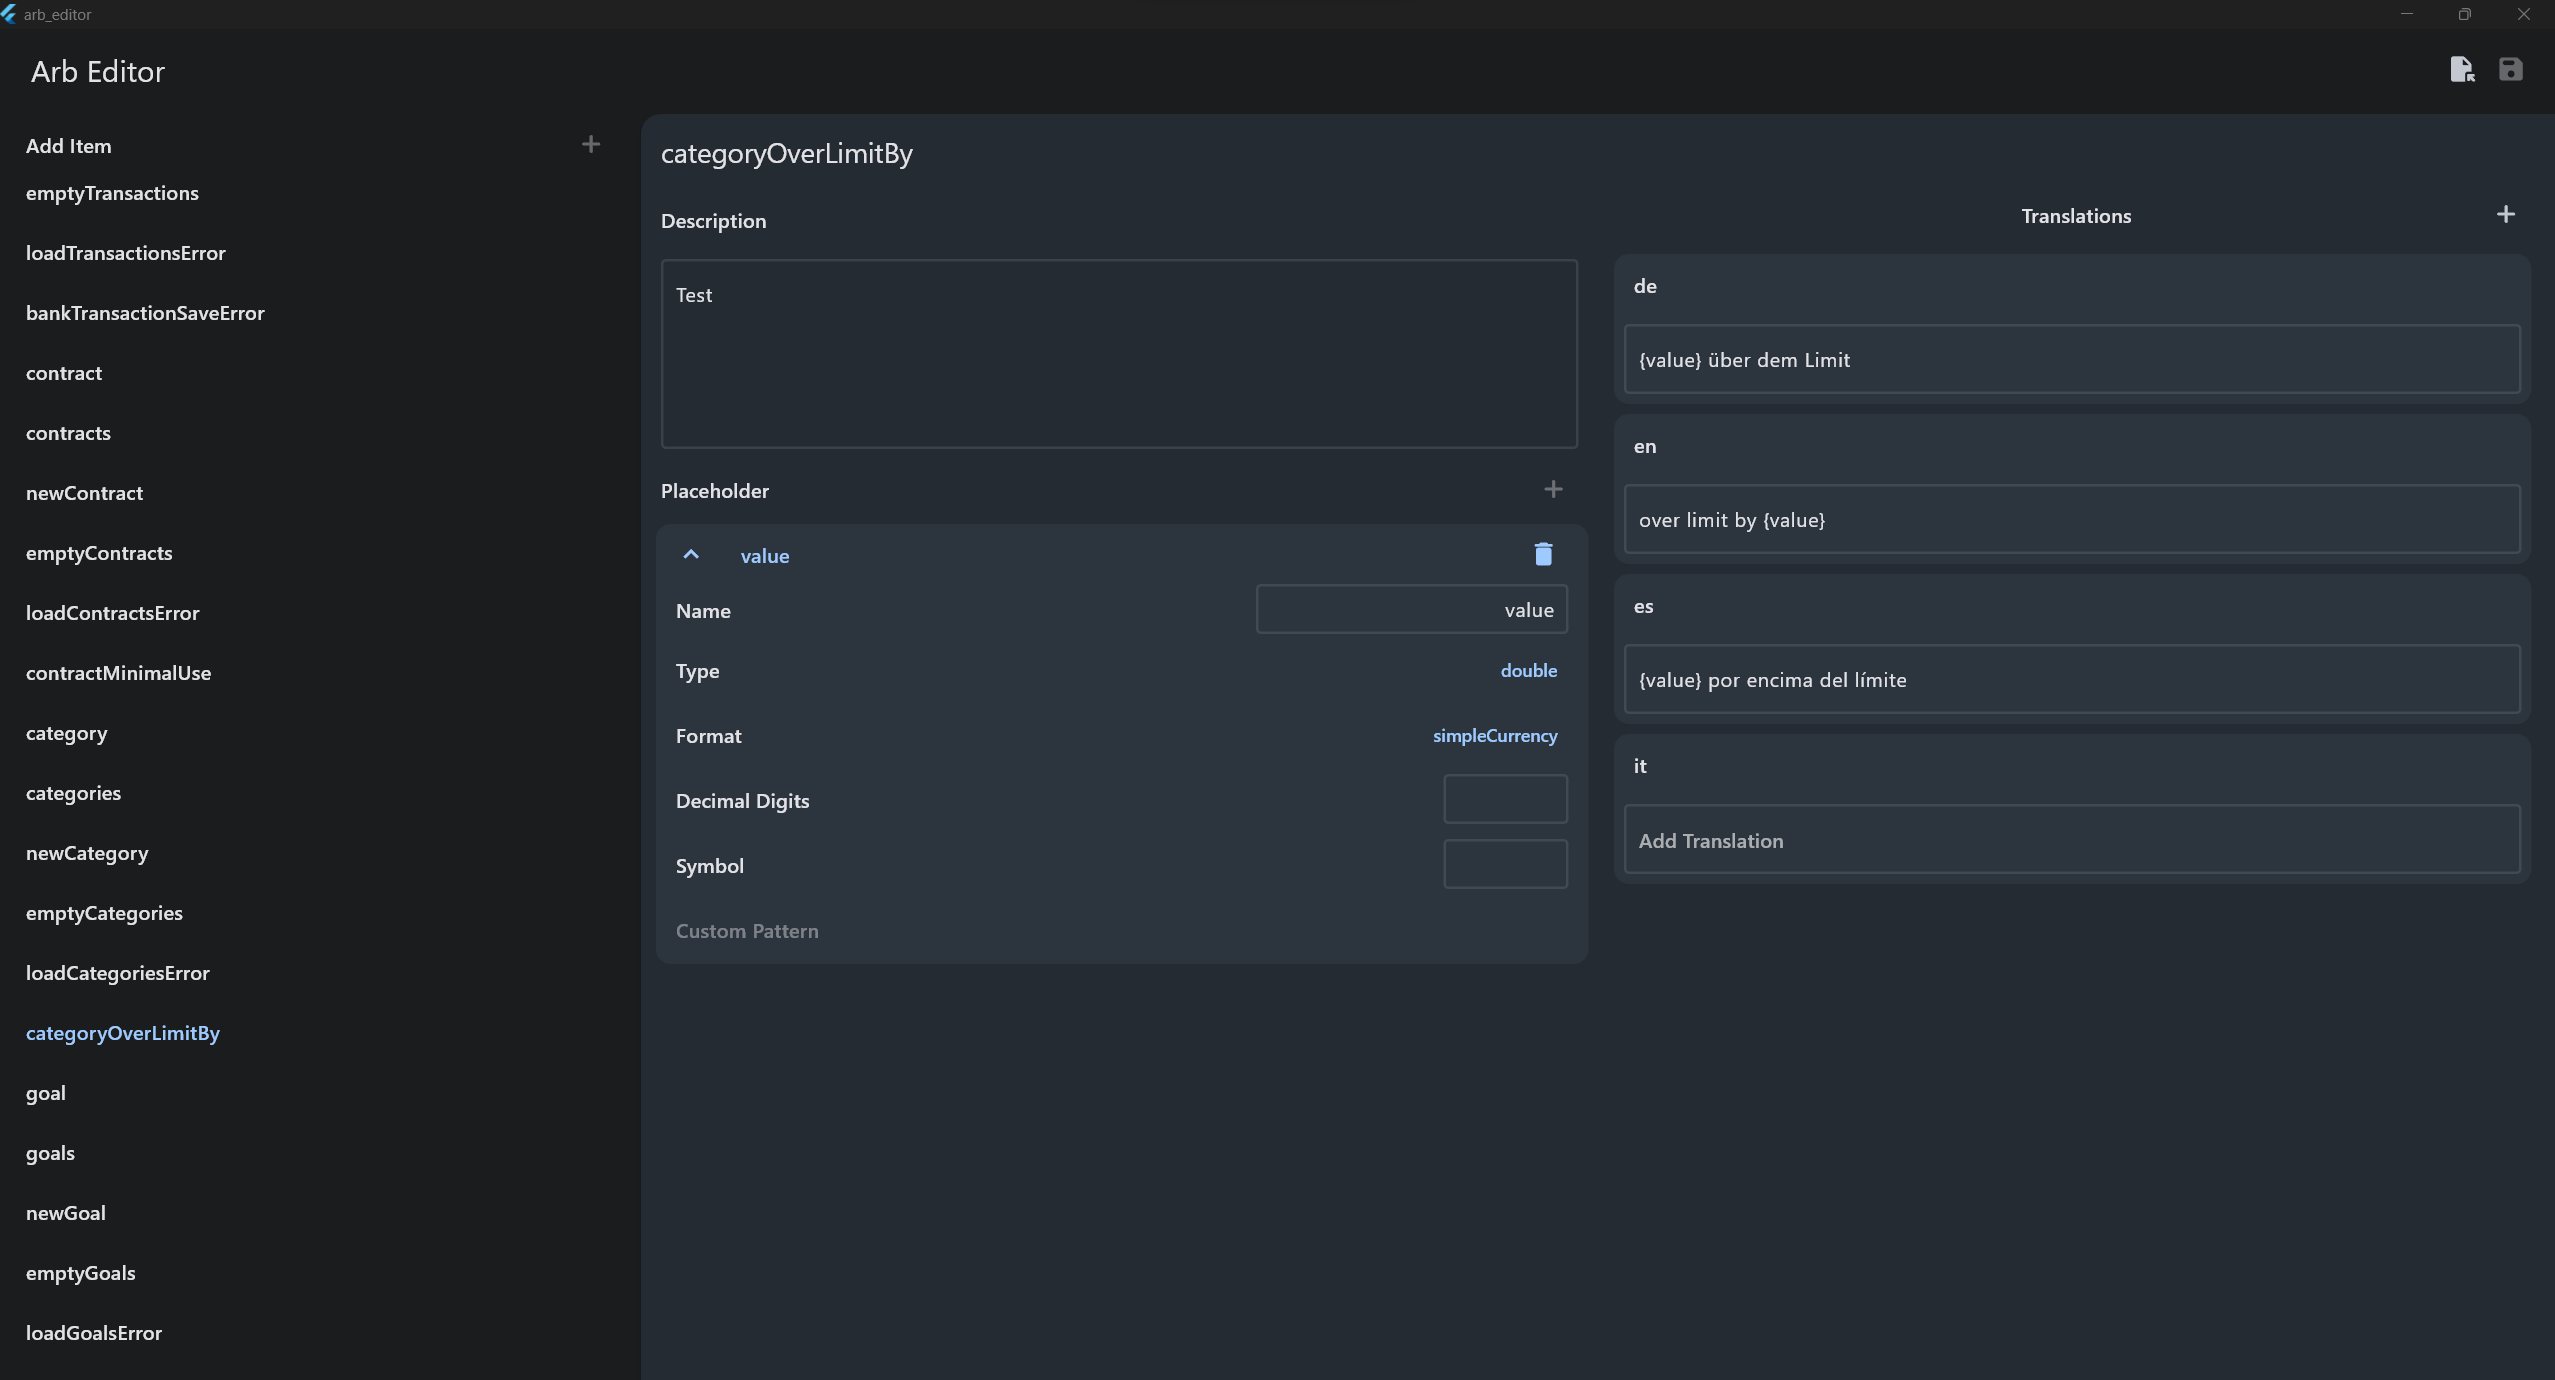 arb_editor
Arb Editor
Add Item
emptyTransactions
loadTransactionsError
bankTransactionSaveError
contract
contracts
newContract
emptyContracts
loadContractsError
contractMinimalUse
category
categories
newCategory
emptyCategories
loadCategoriesError
categoryOverLimitBy
goal
goals
newGoal
emptyGoals
loadGoalsError
categoryOverLimitBy
Description
Test
Placeholder
value
Name value
Type double
Format simpleCurrency
Decimal Digits
Symbol
Custom Pattern
Translations
de
{value} über dem Limit
en
over limit by {value}
es
{value} por encima del límite
it
Add Translation